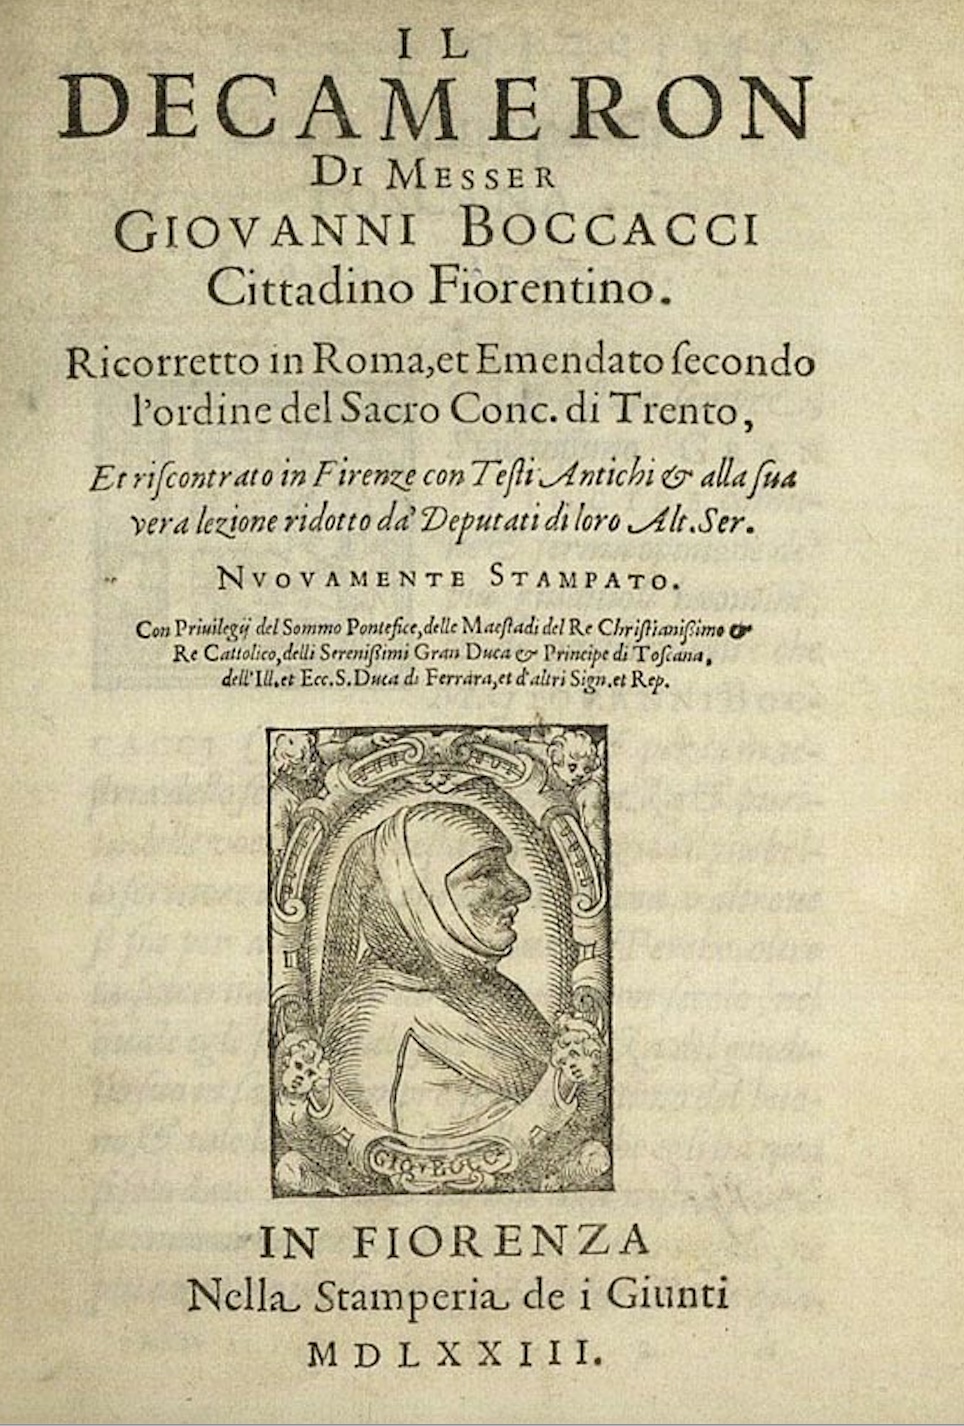 IL
DECAMERON
DI MESSER
GIOVANNI BOCCACCI
Cittadino Fiorentino.
Ricorretto in Roma, et Emendato ſecondo
l'ordine del Sacro Conc. di Trento,
Et riſcontrato in Firenze con Teſti Antichi & alla ſua
vera lezione ridotto da' Deputati di loro Alt. Ser.
NVOVAMENTE STAMPATO.
Con Priuilegij del Sommo Pontefice, delle Maeſtadi del Re Chriſtianiſſimo &
Re Cattolico, delli Sereniſſimi Gran Duca & Principe di Toſcana,
dell'Ill. et Ecc. S. Duca di Ferrara, et d'altri Sign. et Rep.
GIO·BOCC
IN FIORENZA
Nella Stamperia de i Giunti
MDLXXIII.